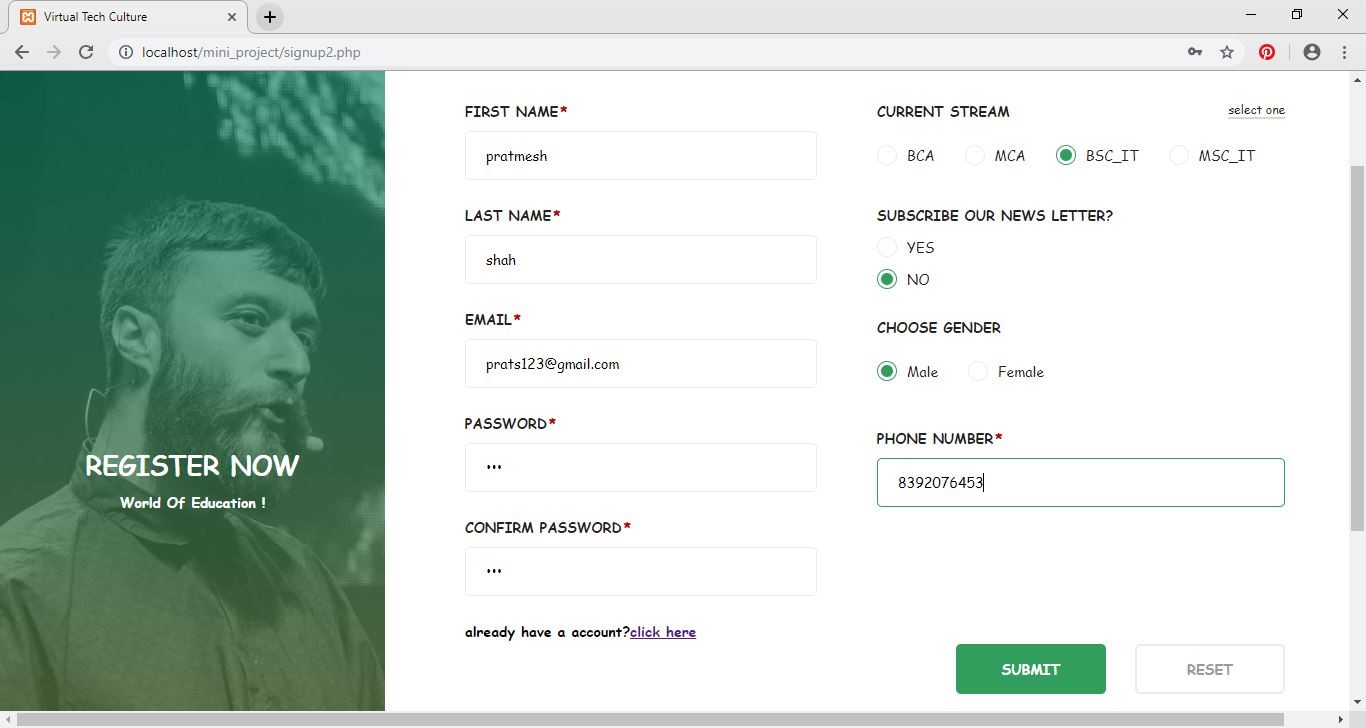 Virtual Tech Culture
localhost/mini_project/signup2.php
REGISTER NOW
World Of Education !
FIRST NAME*
pratmesh
LAST NAME*
shah
EMAIL*
prats123@gmail.com
PASSWORD*
•••
CONFIRM PASSWORD*
•••
already have a account?click here
CURRENT STREAM select one
BCA MCA BSC_IT MSC_IT
SUBSCRIBE OUR NEWS LETTER?
YES
NO
CHOOSE GENDER
Male Female
PHONE NUMBER*
8392076453
SUBMIT RESET